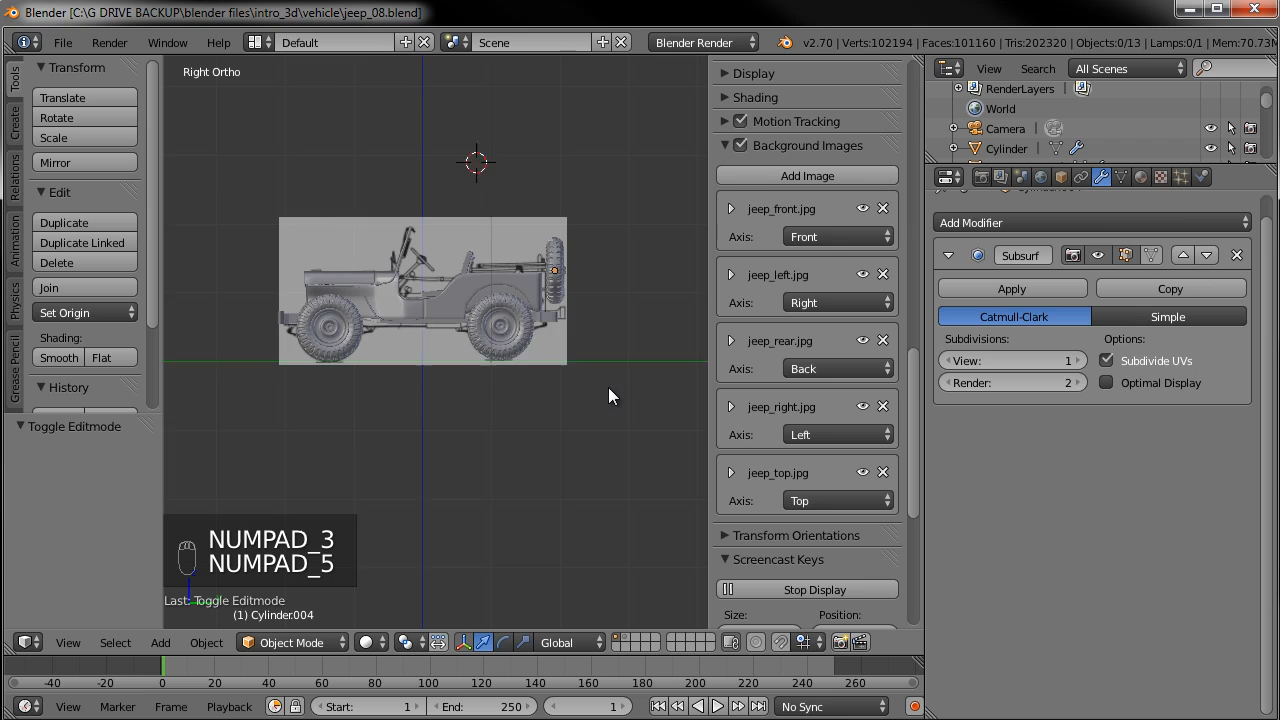 Blender [C:\G DRIVE BACKUP\blender files\intro_3d\vehicle\jeep_08.blend]
File Render Window Help Default Scene Blender Render v2.70 | Verts:102194 | Faces:101160 | Tris:202320 | Objects:0/13 | Lamps:0/1 | Mem:70.73M
Tools
Create
Relations
Animation
Physics
Grease Pencil
Transform
Translate
Rotate
Scale
Mirror
Edit
Duplicate
Duplicate Linked
Delete
Join
Set Origin
Shading:
Smooth Flat
History
Toggle Editmode
Right Ortho
NUMPAD_3
NUMPAD_5
Last: Toggle Editmode
(1) Cylinder.004
Display
Shading
Motion Tracking
Background Images
Add Image
jeep_front.jpg
Axis: Front
jeep_left.jpg
Axis: Right
jeep_rear.jpg
Axis: Back
jeep_right.jpg
Axis: Left
jeep_top.jpg
Axis: Top
Transform Orientations
Screencast Keys
Stop Display
Size: Position:
View Search All Scenes
RenderLayers
World
Camera
Cylinder
Add Modifier
Subsurf
Apply Copy
Catmull-Clark Simple
Subdivisions: Options:
View: 1 Subdivide UVs
Render: 2 Optimal Display
View Select Add Object Object Mode Global
-40 -20 0 20 40 60 80 100 120 140 160 180 200 220 240 260
View Marker Frame Playback Start: 1 End: 250 1 No Sync